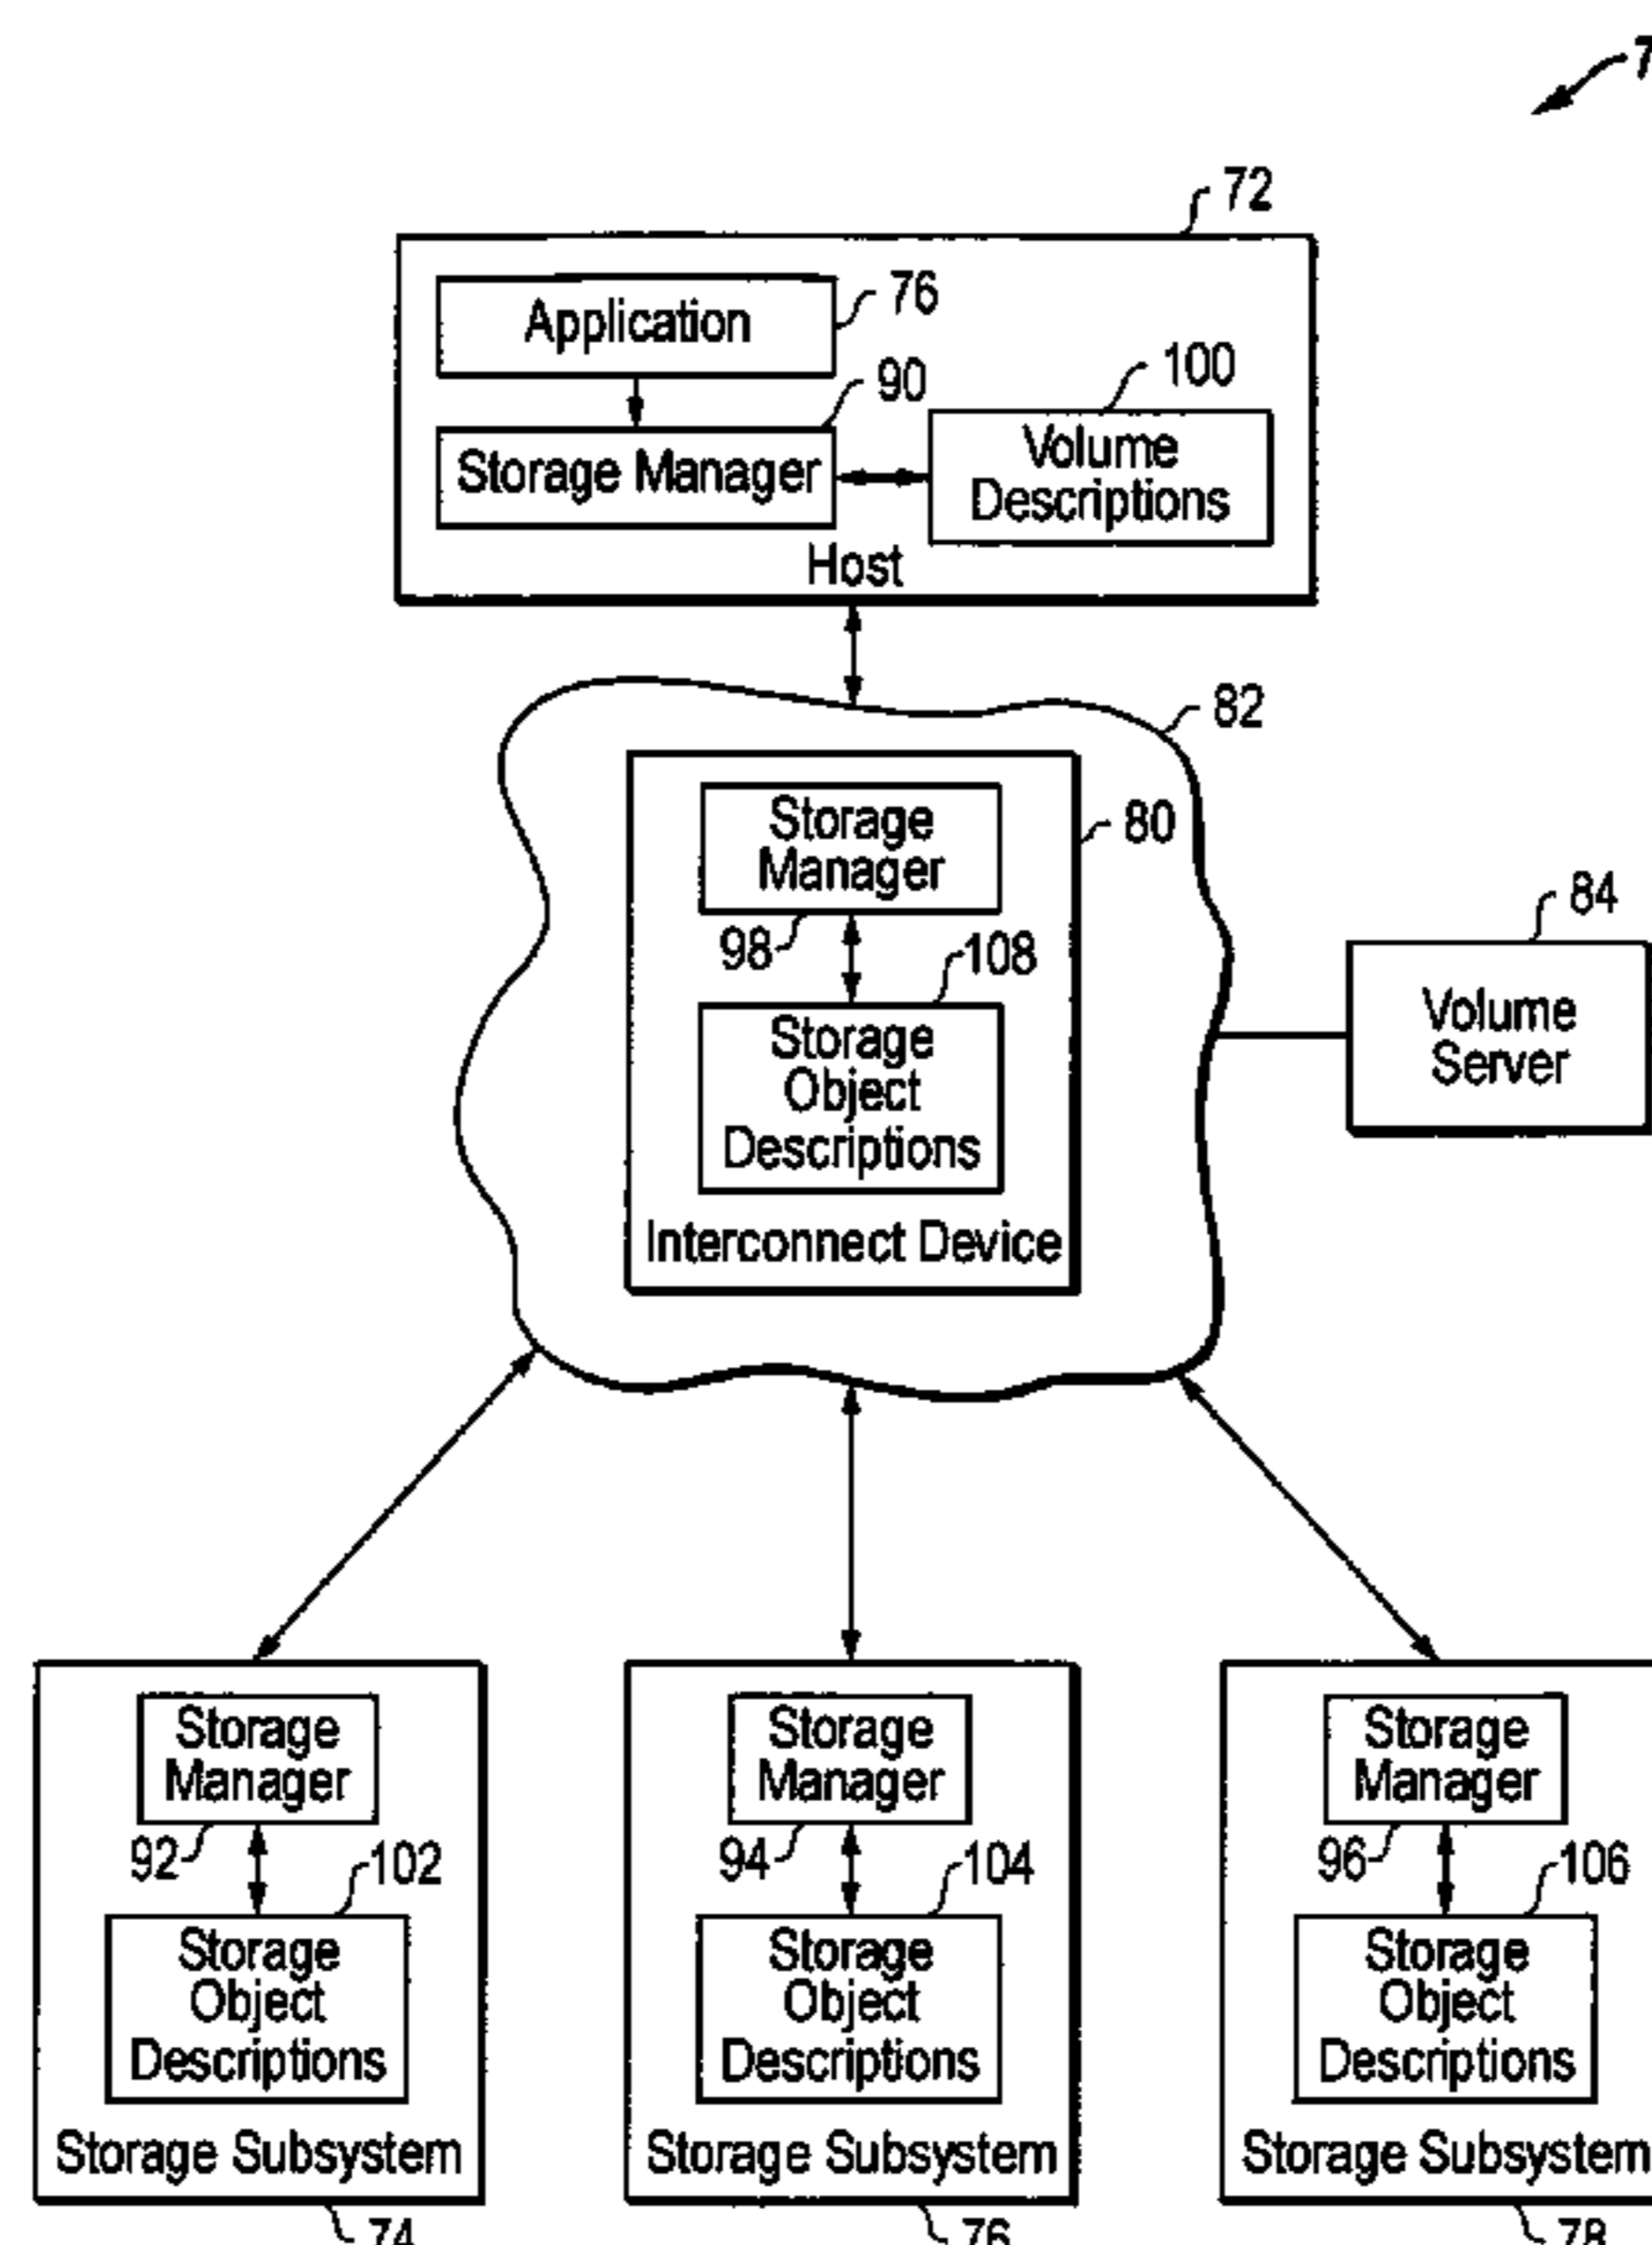 7
72
Application
76
90
100
Storage Manager
Volume
Descriptions
Host
82
Storage
Manager
80
98
108
Storage
Object
Descriptions
Interconnect Device
84
Volume
Server
Storage
Manager
92
102
Storage
Object
Descriptions
Storage Subsystem
74
Storage
Manager
94
104
Storage
Object
Descriptions
Storage Subsystem
76
Storage
Manager
96
106
Storage
Object
Descriptions
Storage Subsystem
78